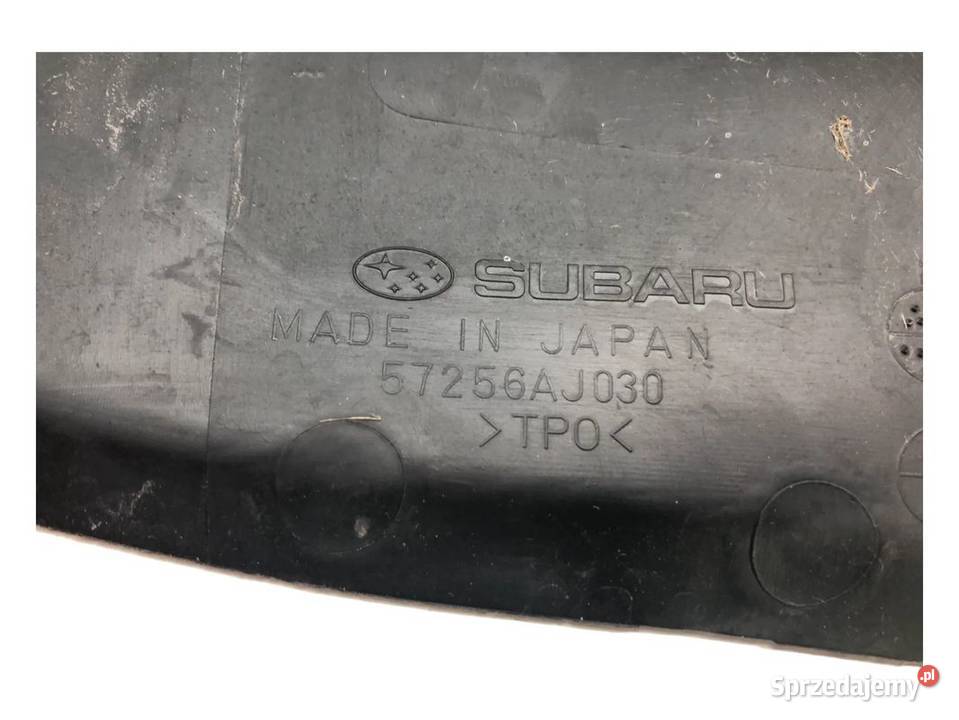 SUBARU
MADE IN JAPAN
57256AJ030
>TPO<
Sprzedajemy.pl